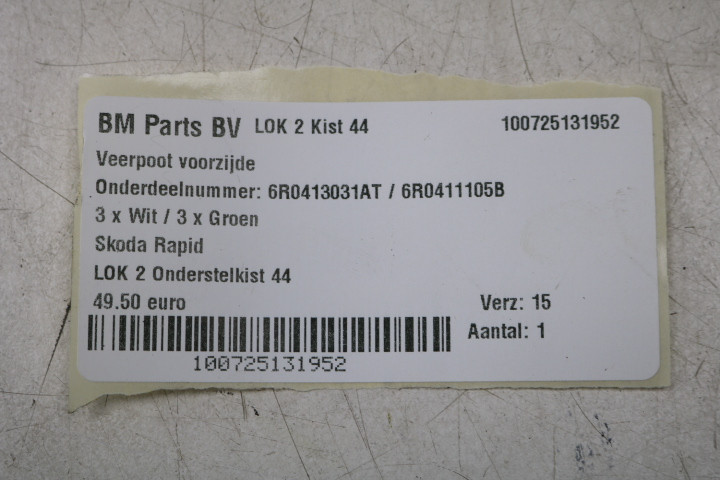 BM Parts BV LOK 2 Kist 44 100725131952
Veerpoot voorzijde
Onderdeelnummer: 6R0413031AT / 6R0411105B
3 x Wit / 3 x Groen
Skoda Rapid
LOK 2 Onderstelkist 44
49.50 euro Verz: 15
Aantal: 1
100725131952